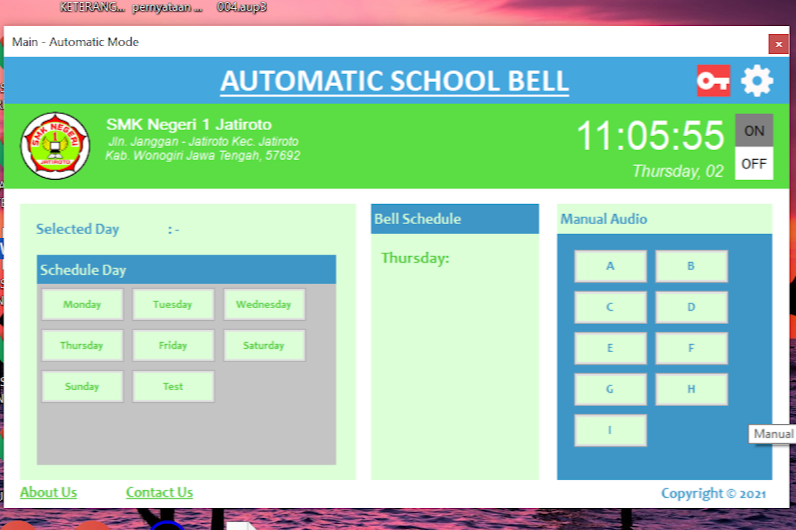 KETERANG... pernyataan ... 004.aup3
Main - Automatic Mode
x
AUTOMATIC SCHOOL BELL
SMK NEGERI 1
JATIROTO
SMK Negeri 1 Jatiroto
Jln. Janggan - Jatiroto Kec. Jatiroto
Kab. Wonogiri Jawa Tengah, 57692
11:05:55
Thursday, 02
ON
OFF
Selected Day : -
Schedule Day
Monday Tuesday Wednesday
Thursday Friday Saturday
Sunday Test
Bell Schedule
Thursday:
Manual Audio
A B
C D
E F
G H
I
Manual
About Us Contact Us
Copyright © 2021